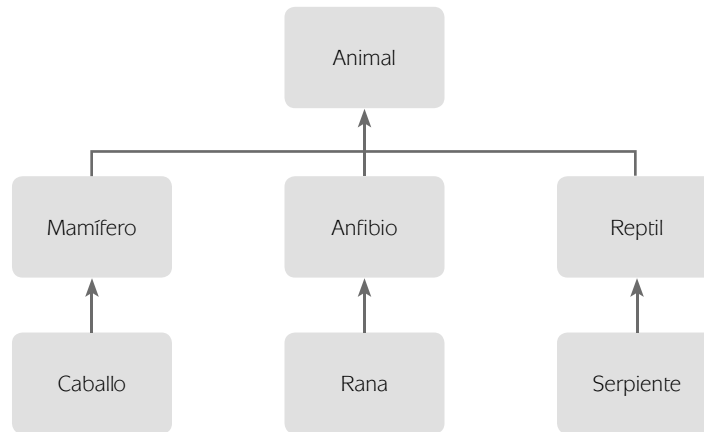 Animal
Mamífero
Anfibio
Reptil
Caballo
Rana
Serpiente